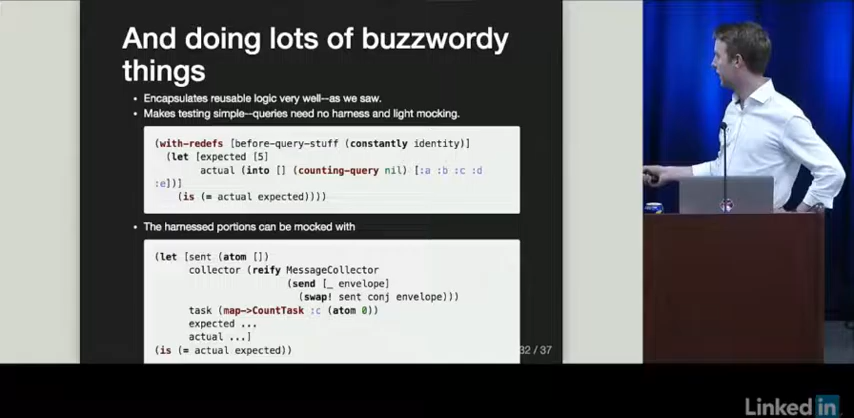 And doing lots of buzzwordy
things
• Encapsulates reusable logic very well--as we saw.
• Makes testing simple--queries need no harness and light mocking.
(with-redefs [before-query-stuff (constantly identity)]
(let [expected [5]
actual (into [] (counting-query nil) [:a :b :c :d
:e])]
(is (= actual expected))))
• The harnessed portions can be mocked with
(let [sent (atom [])
collector (reify MessageCollector
(send [_ envelope]
(swap! sent conj envelope)))
task (map->CountTask :c (atom 0))
expected ...
actual ...]
(is (= actual expected))
32 / 37
Linked in